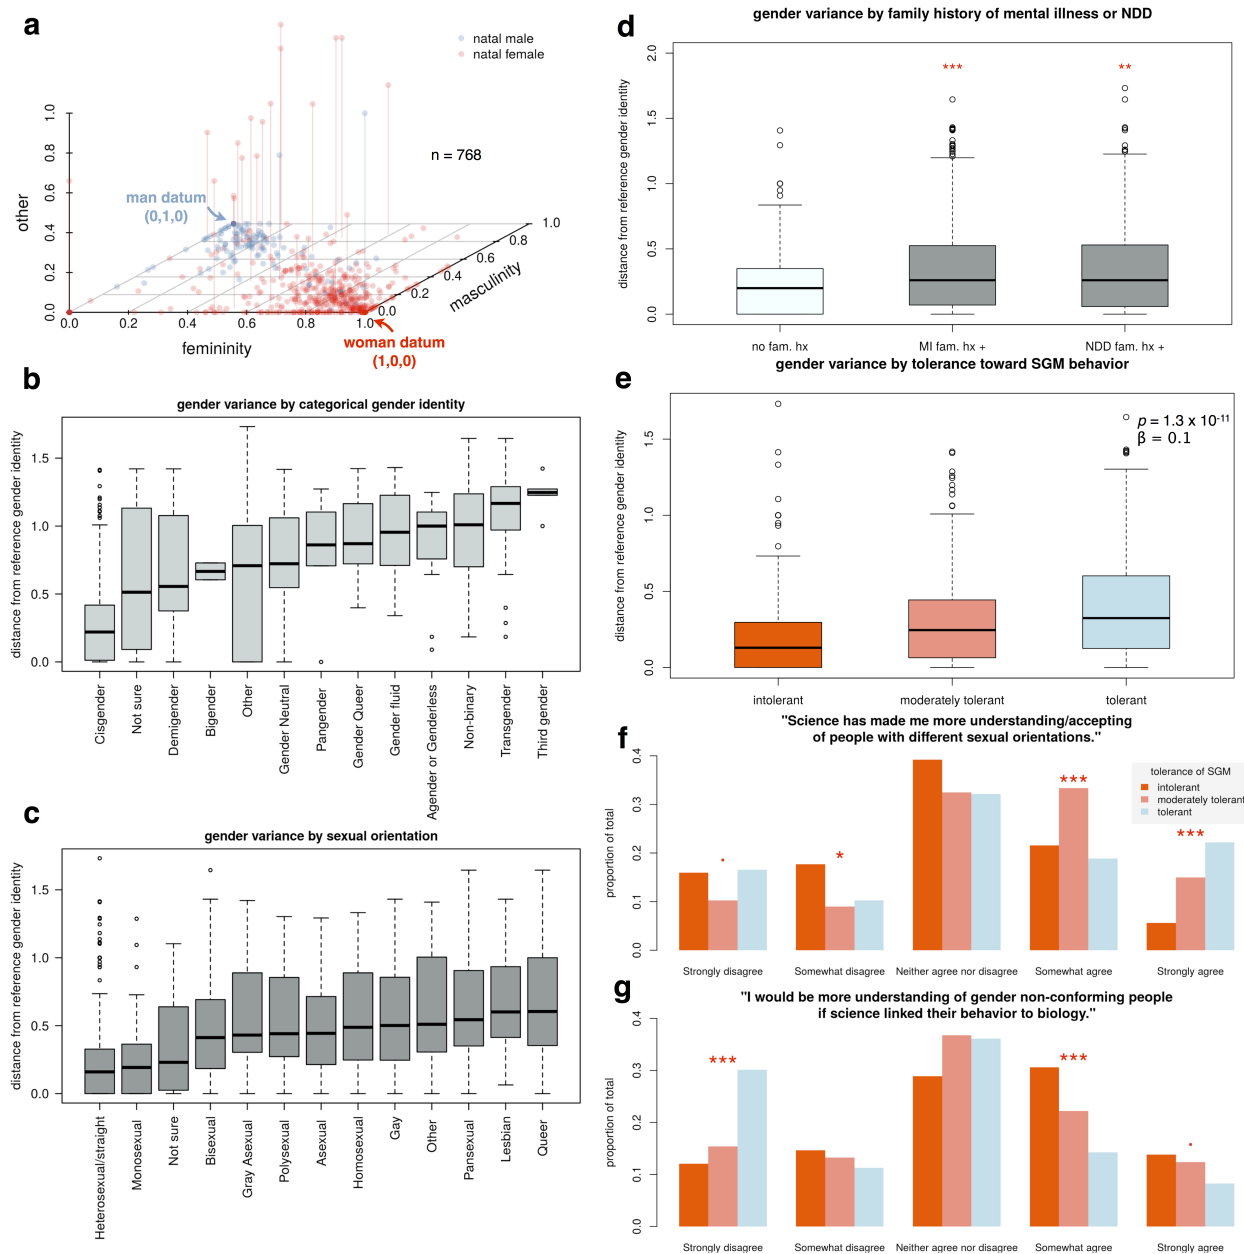 a
natal male
natal female
n = 768
man datum
(0,1,0)
other
0.0
0.2
0.4
0.6
0.8
1.0
0.0
0.2
0.4
0.6
0.8
1.0
femininity
0.0
0.2
0.4
0.6
0.8
1.0
masculinity
woman datum
(1,0,0)
b
gender variance by categorical gender identity
distance from reference gender identity
0.0
0.5
1.0
1.5
Cisgender
Not sure
Demigender
Bigender
Other
Gender Neutral
Pangender
Gender Queer
Gender fluid
Agender or Genderless
Non-binary
Transgender
Third gender
c
gender variance by sexual orientation
distance from reference gender identity
0.0
0.5
1.0
1.5
Heterosexual/straight
Monosexual
Not sure
Bisexual
Gray Asexual
Polysexual
Asexual
Homosexual
Gay
Other
Pansexual
Lesbian
Queer
d
gender variance by family history of mental illness or NDD
distance from reference gender identity
0.0
0.5
1.0
1.5
2.0
***
**
no fam. hx
MI fam. hx +
NDD fam. hx +
e
gender variance by tolerance toward SGM behavior
distance from reference gender identity
0.0
0.5
1.0
1.5
p = 1.3 x 10-11
β = 0.1
intolerant
moderately tolerant
tolerant
f
"Science has made me more understanding/accepting
of people with different sexual orientations."
proportion of total
0.0
0.1
0.2
0.3
0.4
tolerance of SGM
intolerant
moderately tolerant
tolerant
.
*
***
***
Strongly disagree
Somewhat disagree
Neither agree nor disagree
Somewhat agree
Strongly agree
g
"I would be more understanding of gender non-conforming people
if science linked their behavior to biology."
proportion of total
0.0
0.1
0.2
0.3
0.4
***
***
.
Strongly disagree
Somewhat disagree
Neither agree nor disagree
Somewhat agree
Strongly agree